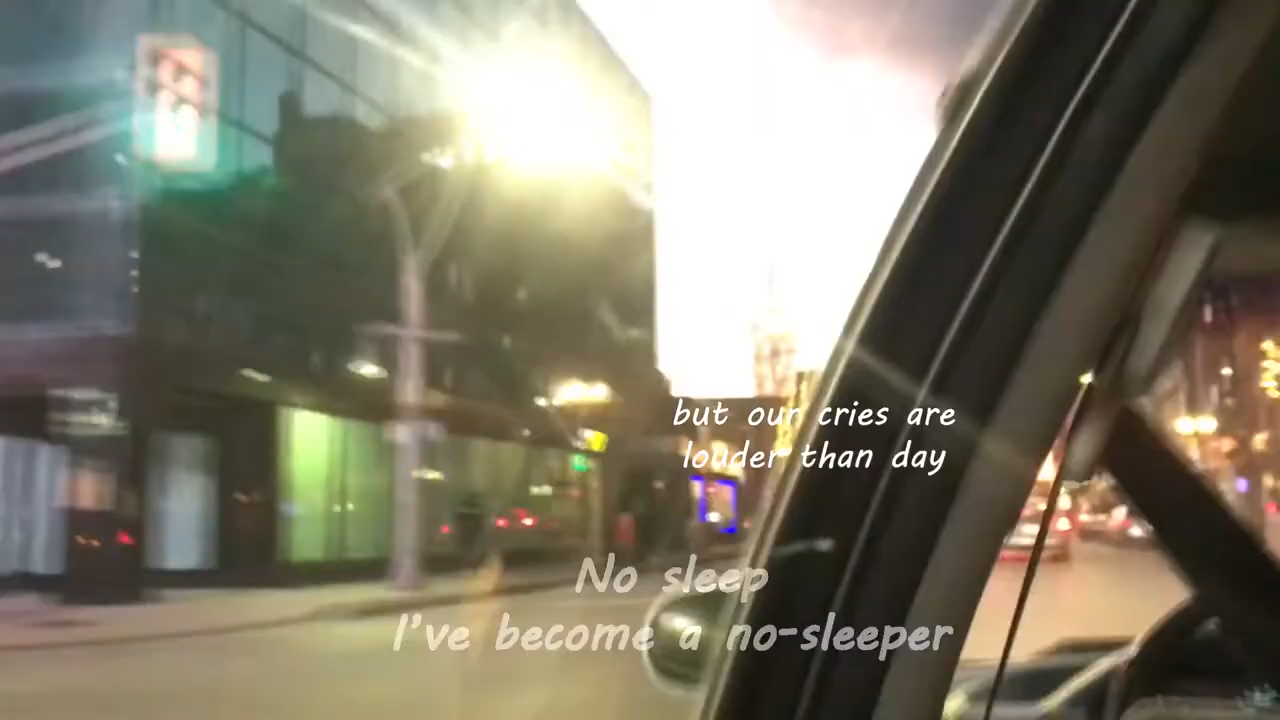 but our cries are
louder than day
No sleep
I've become a no-sleeper